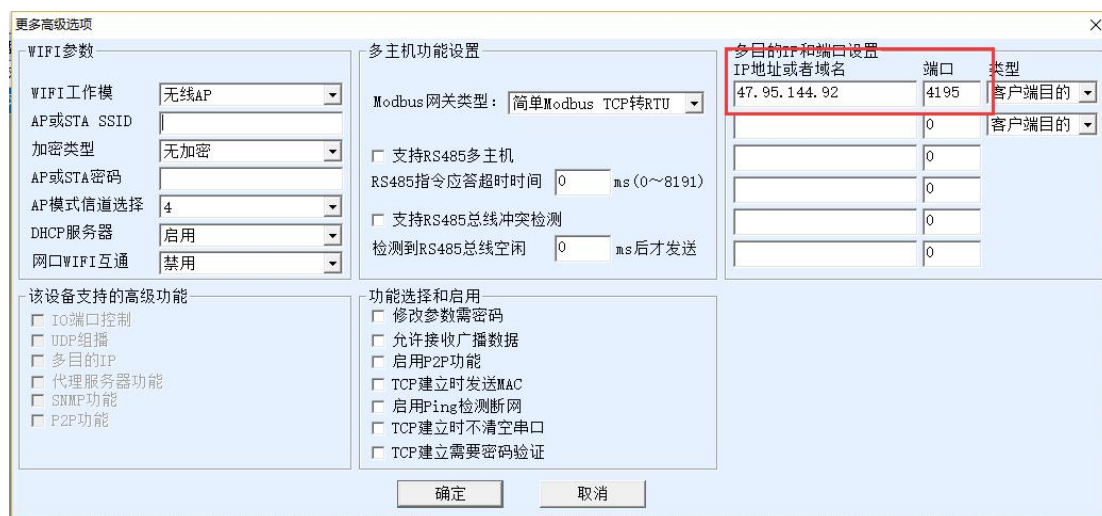 更多高级选项
WIFI参数
WIFI工作模 无线AP
AP或STA SSID
加密类型 无加密
AP或STA密码
AP模式信道选择 4
DHCP服务器 启用
网口WIFI互通 禁用
多主机功能设置
Modbus网关类型： 简单Modbus TCP转RTU
支持RS485多主机
RS485指令应答超时时间 0 ms(0～8191)
支持RS485总线冲突检测
检测到RS485总线空闲 0 ms后才发送
多目的IP和端口设置
IP地址或者域名 端口 类型
47.95.144.92 4195 客户端目的
0 客户端目的
0
0
0
0
该设备支持的高级功能
IO端口控制
UDP组播
多目的IP
代理服务器功能
SNMP功能
P2P功能
功能选择和启用
修改参数需密码
允许接收广播数据
启用P2P功能
TCP建立时发送MAC
启用Ping检测断网
TCP建立时不清空串口
TCP建立需要密码验证
确定 取消